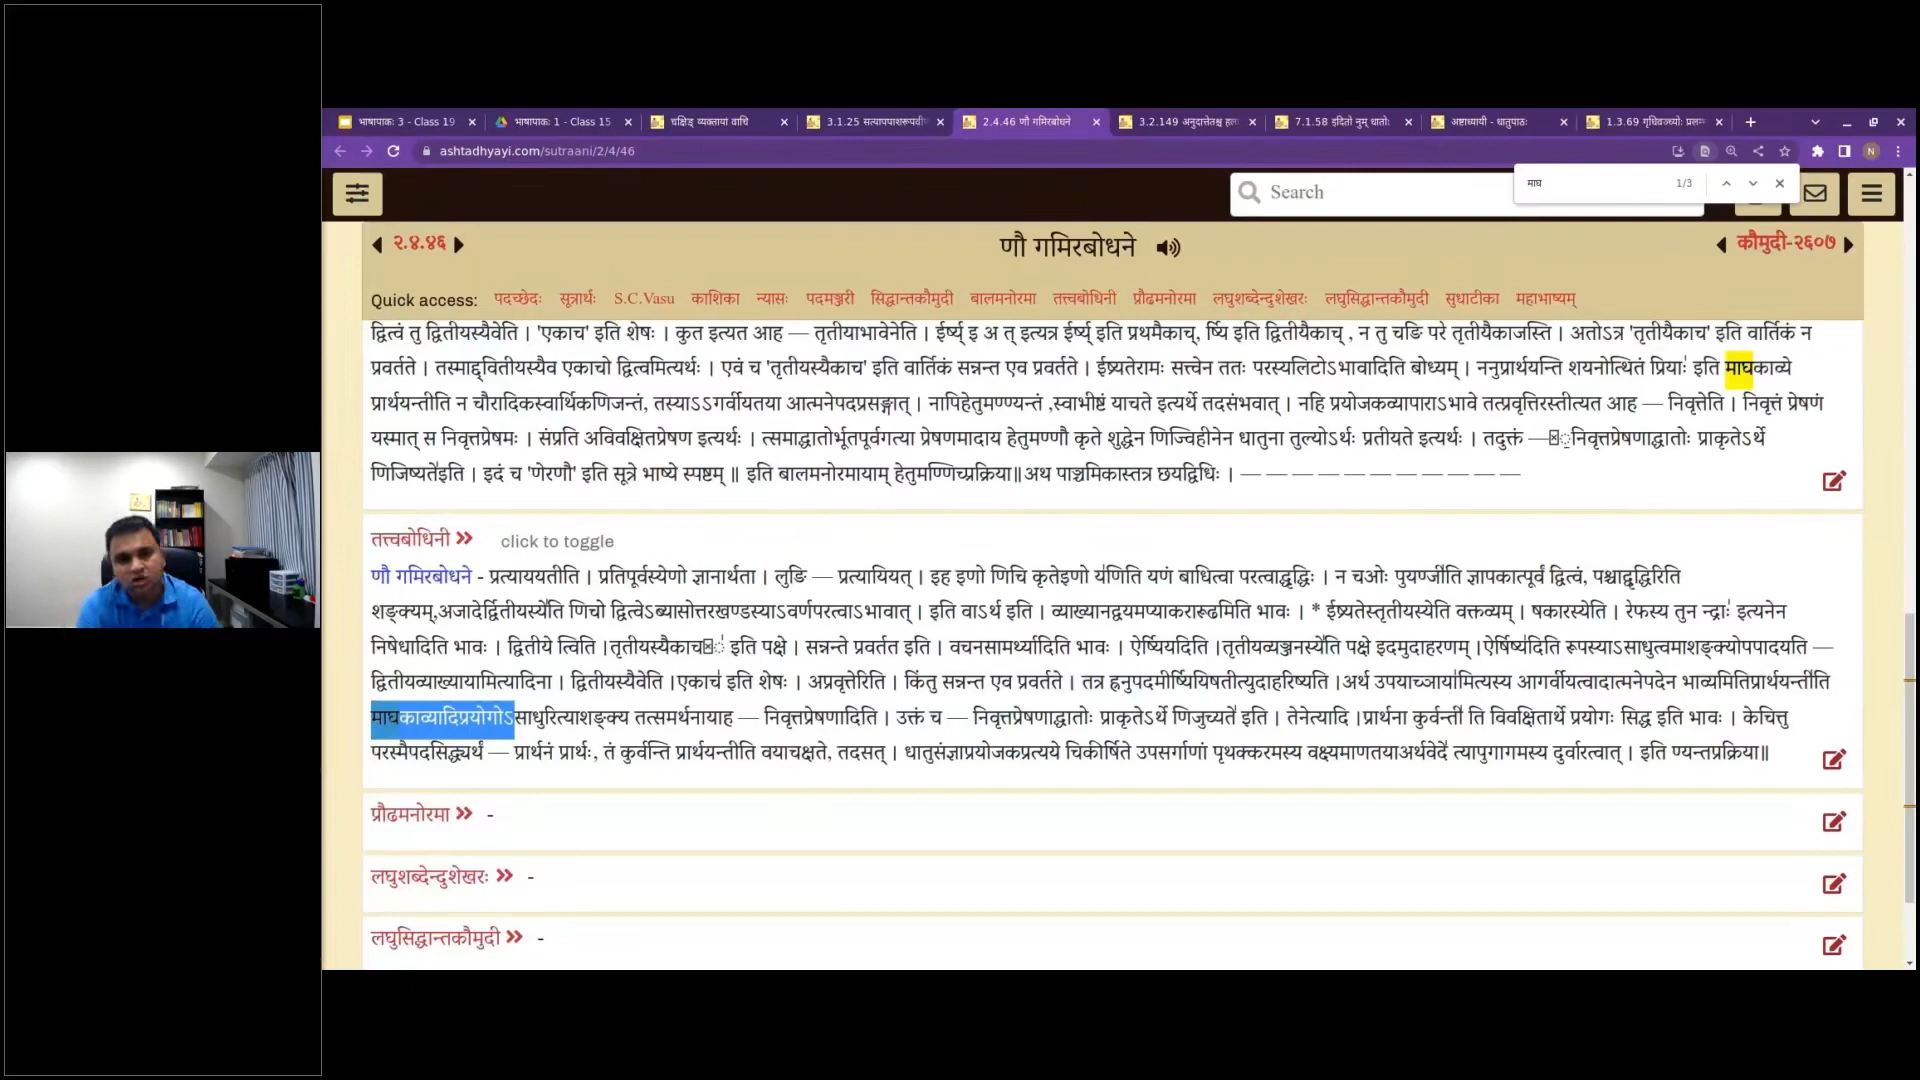 भाषापाकः 3 - Class 19
भाषापाकः 1 - Class 15
चक्षिङ् व्यक्तायां वाचि
3.1.25 सत्यापपाशरूपवी
2.4.46 णौ गमिरबोधने
3.2.149 अनुदात्तेतश्च हल
7.1.58 इदितो नुम् धातोः
अष्टाध्यायी - धातुपाठः
1.3.69 गृधिवञ्च्योः प्रलम्
ashtadhyayi.com/sutraani/2/4/46
N
माघ 1/3
Search
२.४.४६
णौ गमिरबोधने
कौमुदी-२६०७
Quick access: पदच्छेदः सूत्रार्थः S.C.Vasu काशिका न्यासः पदमञ्जरी सिद्धान्तकौमुदी बालमनोरमा तत्त्वबोधिनी प्रौढमनोरमा लघुशब्देन्दुशेखरः लघुसिद्धान्तकौमुदी सुधाटीका महाभाष्यम्
द्वित्वं तु द्वितीयस्यैवेति । 'एकाच' इति शेषः । कुत इत्यत आह — तृतीयाभावेनेति । ईर्ष्य् इ अ त् इत्यत्र ईर्ष्य् इति प्रथमैकाच्, र्ष्यि इति द्वितीयैकाच् , न तु चङि परे तृतीयैकाजस्ति । अतोऽत्र 'तृतीयैकाच' इति वार्तिकं न
प्रवर्तते । तस्माद्द्वितीयस्यैव एकाचो द्वित्वमित्यर्थः । एवं च 'तृतीयस्यैकाच' इति वार्तिकं सन्नन्त एव प्रवर्तते । ईष्र्यतेरामः सत्त्वेन ततः परस्यलिटोऽभावादिति बोध्यम् । ननुप्रार्थयन्ति शयनोत्थितं प्रियाः॑ इति माघकाव्ये
प्रार्थयन्तीति न चौरादिकस्वार्थिकणिजन्तं, तस्याऽऽगर्वीयतया आत्मनेपदप्रसङ्गात् । नापिहेतुमण्ण्यन्तं ,स्वाभीष्टं याचते इत्यर्थे तदसंभवात् । नहि प्रयोजकव्यापाराऽभावे तत्प्रवृत्तिरस्तीत्यत आह — निवृत्तेति । निवृत्तं प्रेषणं
यस्मात् स निवृत्तप्रेषमः । संप्रति अविवक्षितप्रेषण इत्यर्थः । त्समाद्धातोर्भूतपूर्वगत्या प्रेषणमादाय हेतुमण्णौ कृते शुद्धेन णिज्विहीनेन धातुना तुल्योऽर्थः प्रतीयते इत्यर्थः । तदुक्तं — निवृत्तप्रेषणाद्धातोः प्राकृतेऽर्थे
णिजिष्यते॑इति । इदं च 'णेरणौ' इति सूत्रे भाष्ये स्पष्टम् ॥ इति बालमनोरमायाम् हेतुमण्णिच्प्रक्रिया॥अथ पाञ्चमिकास्तत्र छयद्विधिः । — — — — — — — — — — — —
तत्त्वबोधिनी click to toggle
णौ गमिरबोधने - प्रत्याययतीति । प्रतिपूर्वस्येणो ज्ञानार्थता । लुङि — प्रत्यायियत् । इह इणो णिचि कृतेइणो य॑णिति यणं बाधित्वा परत्वाद्वृद्धिः । न चओः पुयण्जी॑ति ज्ञापकात्पूर्वं द्वित्वं, पश्चाद्वृद्धिरिति
शङ्क्यम्,अजादेर्द्वितीयस्ये॑ति णिचो द्वित्वेऽब्यासोत्तरखण्डस्याऽवर्णपरत्वाऽभावात् । इति वाऽर्थ इति । व्याख्यानद्वयमप्याकरारूढमिति भावः । * ईष्र्यतेस्तृतीयस्येति वक्तव्यम् । षकारस्येति । रेफस्य तुन न्द्राः॑ इत्यनेन
निषेधादिति भावः । द्वितीये त्विति ।तृतीयस्यैकाच इति पक्षे । सन्नन्ते प्रवर्तत इति । वचनसामर्थ्यादिति भावः । ऐर्ष्यियदिति ।तृतीयव्यञ्जनस्ये॑ति पक्षे इदमुदाहरणम् ।ऐर्षिष्य॑दिति रूपस्याऽसाधुत्वमाशङ्क्योपपादयति —
द्वितीयव्याख्यायामित्यादिना । द्वितीयस्यैवेति ।एकाच॑ इति शेषः । अप्रवृत्तेरिति । किंतु सन्नन्त एव प्रवर्तते । तत्र ह्रनुपदमीर्ष्यियिषतीत्युदाहरिष्यति ।अर्थ उपयाच्ञाया॑मित्यस्य आगर्वीयत्वादात्मनेपदेन भाव्यमितिप्रार्थयन्ती॑ति
माघकाव्यादिप्रयोगोऽसाधुरित्याशङ्क्य तत्समर्थनायाह — निवृत्तप्रेषणादिति । उक्तं च — निवृत्तप्रेषणाद्धातोः प्राकृतेऽर्थे णिजुच्यते॑ इति । तेनेत्यादि ।प्रार्थना कुर्वन्ती॑ ति विवक्षितार्थे प्रयोगः सिद्ध इति भावः । केचित्तु
परस्मैपदसिद्ध्यर्थं — प्रार्थनं प्रार्थः, तं कुर्वन्ति प्रार्थयन्तीति वयाचक्षते, तदसत् । धातुसंज्ञाप्रयोजकप्रत्यये चिकीर्षिते उपसर्गाणां पृथक्करमस्य वक्ष्यमाणतयाअर्थवेदे॑ त्यापुगागमस्य दुर्वारत्वात् । इति ण्यन्तप्रक्रिया॥
प्रौढमनोरमा -
लघुशब्देन्दुशेखरः -
लघुसिद्धान्तकौमुदी -